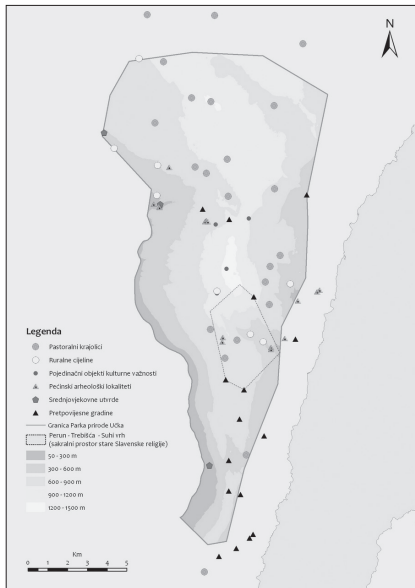 N
Legenda
Pastoralni krajolici
Ruralne cijeline
Pojedinačni objekti kulturne važnosti
Pećinski arheološki lokaliteti
Srednjovjekovne utvrde
Pretpovijesne gradine
Granica Parka prirode Učka
Perun - Trebišća - Suhi vrh
(sakralni prostor stare Slavenske religije)
50 - 300 m
300 - 600 m
600 - 900 m
900 - 1200 m
1200 - 1500 m
Km
0 1 2 3 4 5